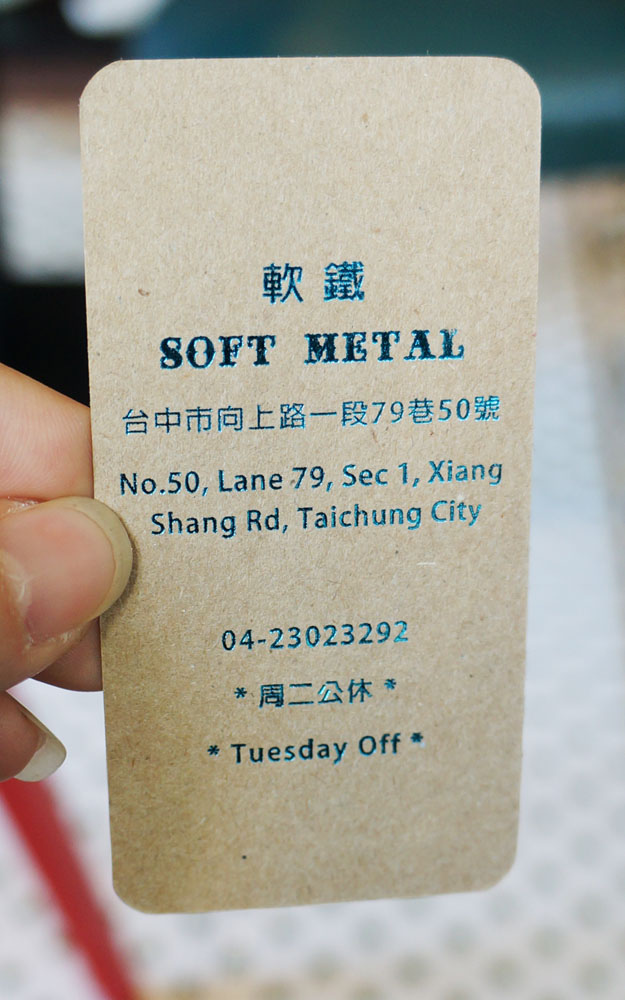 軟鐵
SOFT METAL
台中市向上路一段79巷50號
No.50, Lane 79, Sec 1, Xiang
Shang Rd, Taichung City
04-23023292
* 周二公休 *
* Tuesday Off *